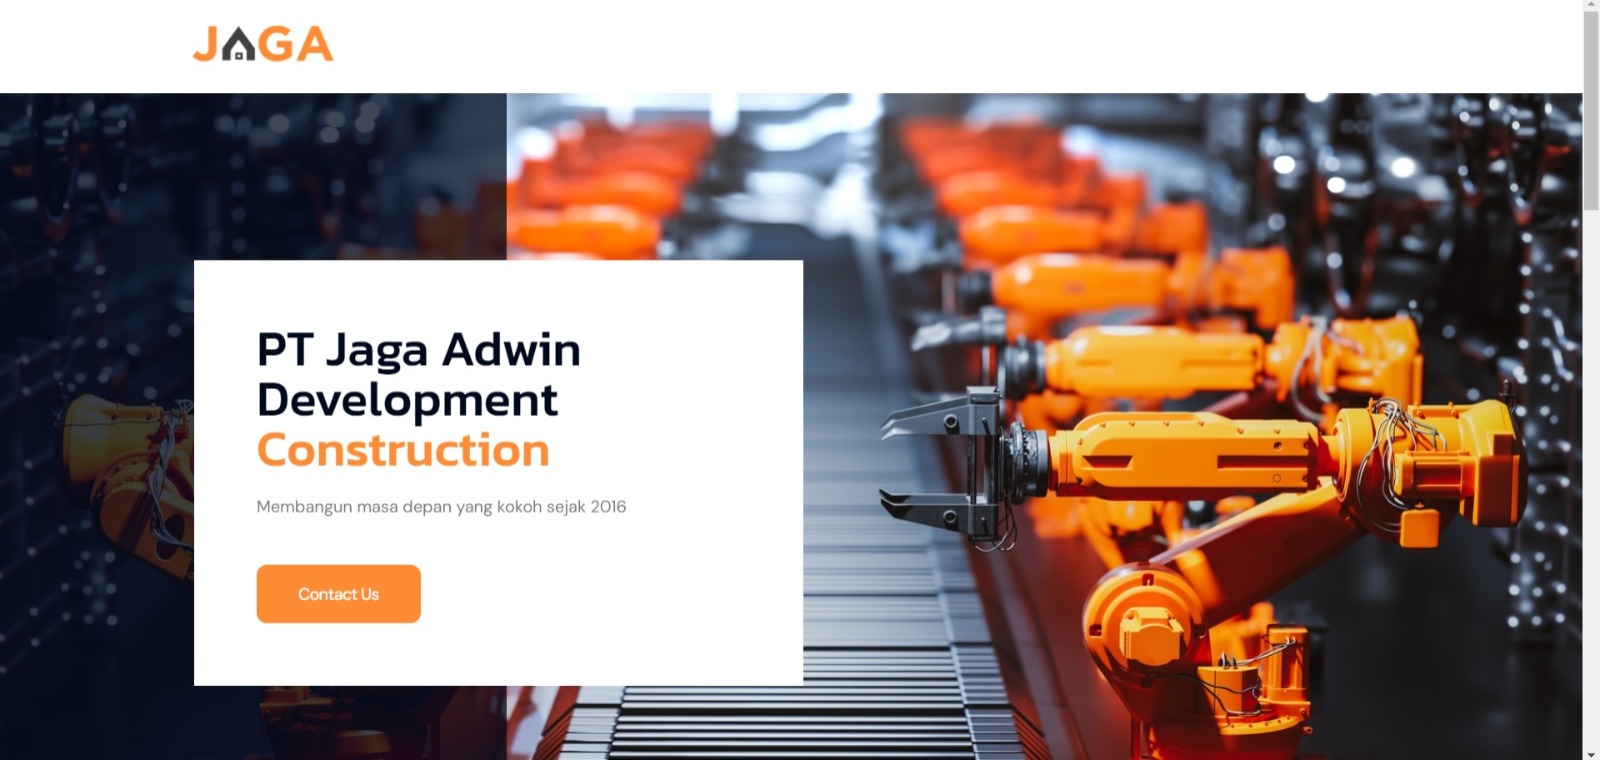 JAGA
PT Jaga Adwin
Development
Construction
Membangun masa depan yang kokoh sejak 2016
Contact Us